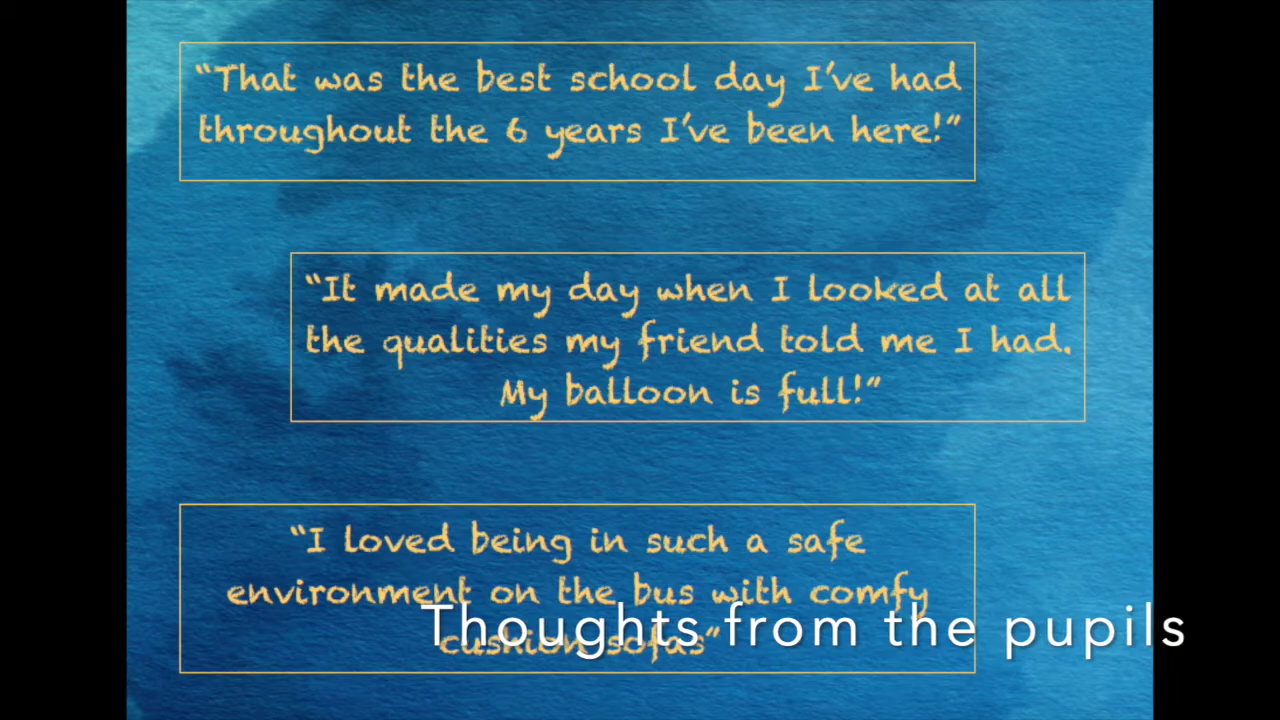 “That was the best school day I’ve had
throughout the 6 years I’ve been here!”
“It made my day when I looked at all
the qualities my friend told me I had.
My balloon is full!”
“I loved being in such a safe
environment on the bus with comfy
cushion sofas”
Thoughts from the pupils